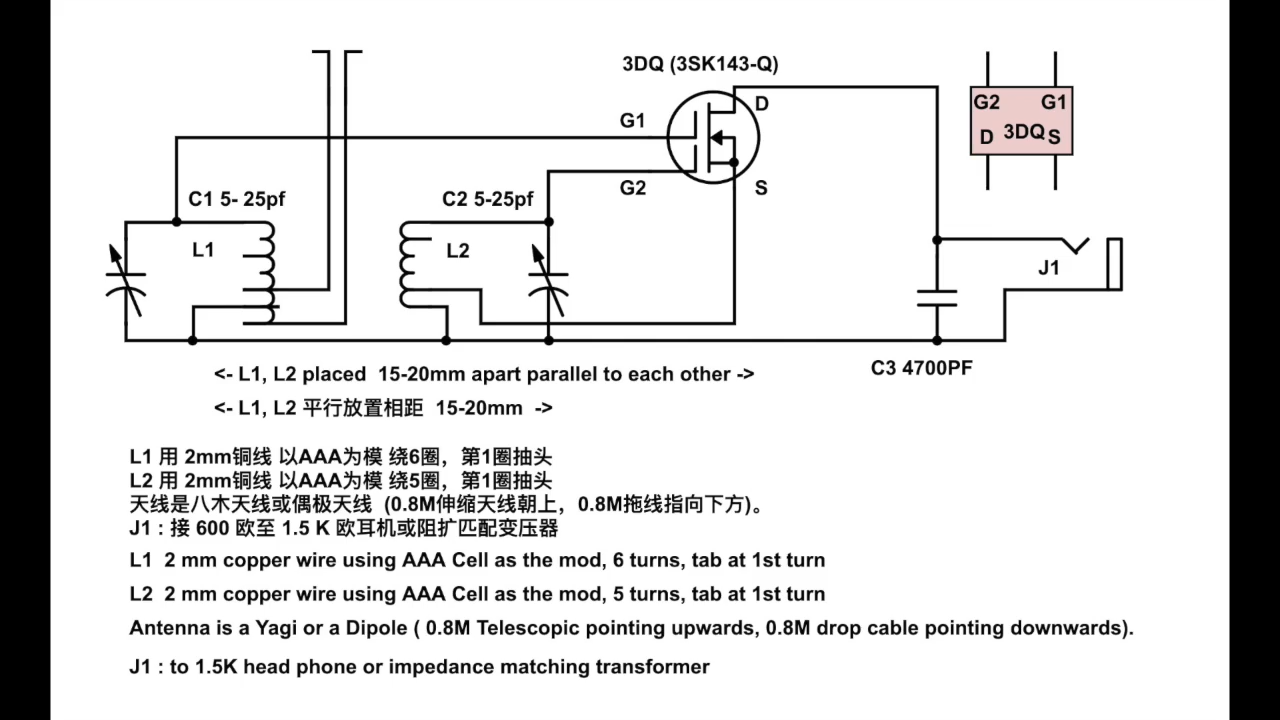 3DQ (3SK143-Q)
D
G1
G2
S
G2 G1
D 3DQ S
C1 5- 25pf
L1
C2 5-25pf
L2
J1
C3 4700PF
<- L1, L2 placed 15-20mm apart parallel to each other ->
<- L1, L2 平行放置相距 15-20mm ->
L1 用 2mm铜线 以AAA为模 绕6圈，第1圈抽头
L2 用 2mm铜线 以AAA为模 绕5圈，第1圈抽头
天线是八木天线或偶极天线 (0.8M伸缩天线朝上，0.8M拖线指向下方)。
J1 : 接 600 欧至 1.5 K 欧耳机或阻扩匹配变压器
L1 2 mm copper wire using AAA Cell as the mod, 6 turns, tab at 1st turn
L2 2 mm copper wire using AAA Cell as the mod, 5 turns, tab at 1st turn
Antenna is a Yagi or a Dipole ( 0.8M Telescopic pointing upwards, 0.8M drop cable pointing downwards).
J1 : to 1.5K head phone or impedance matching transformer